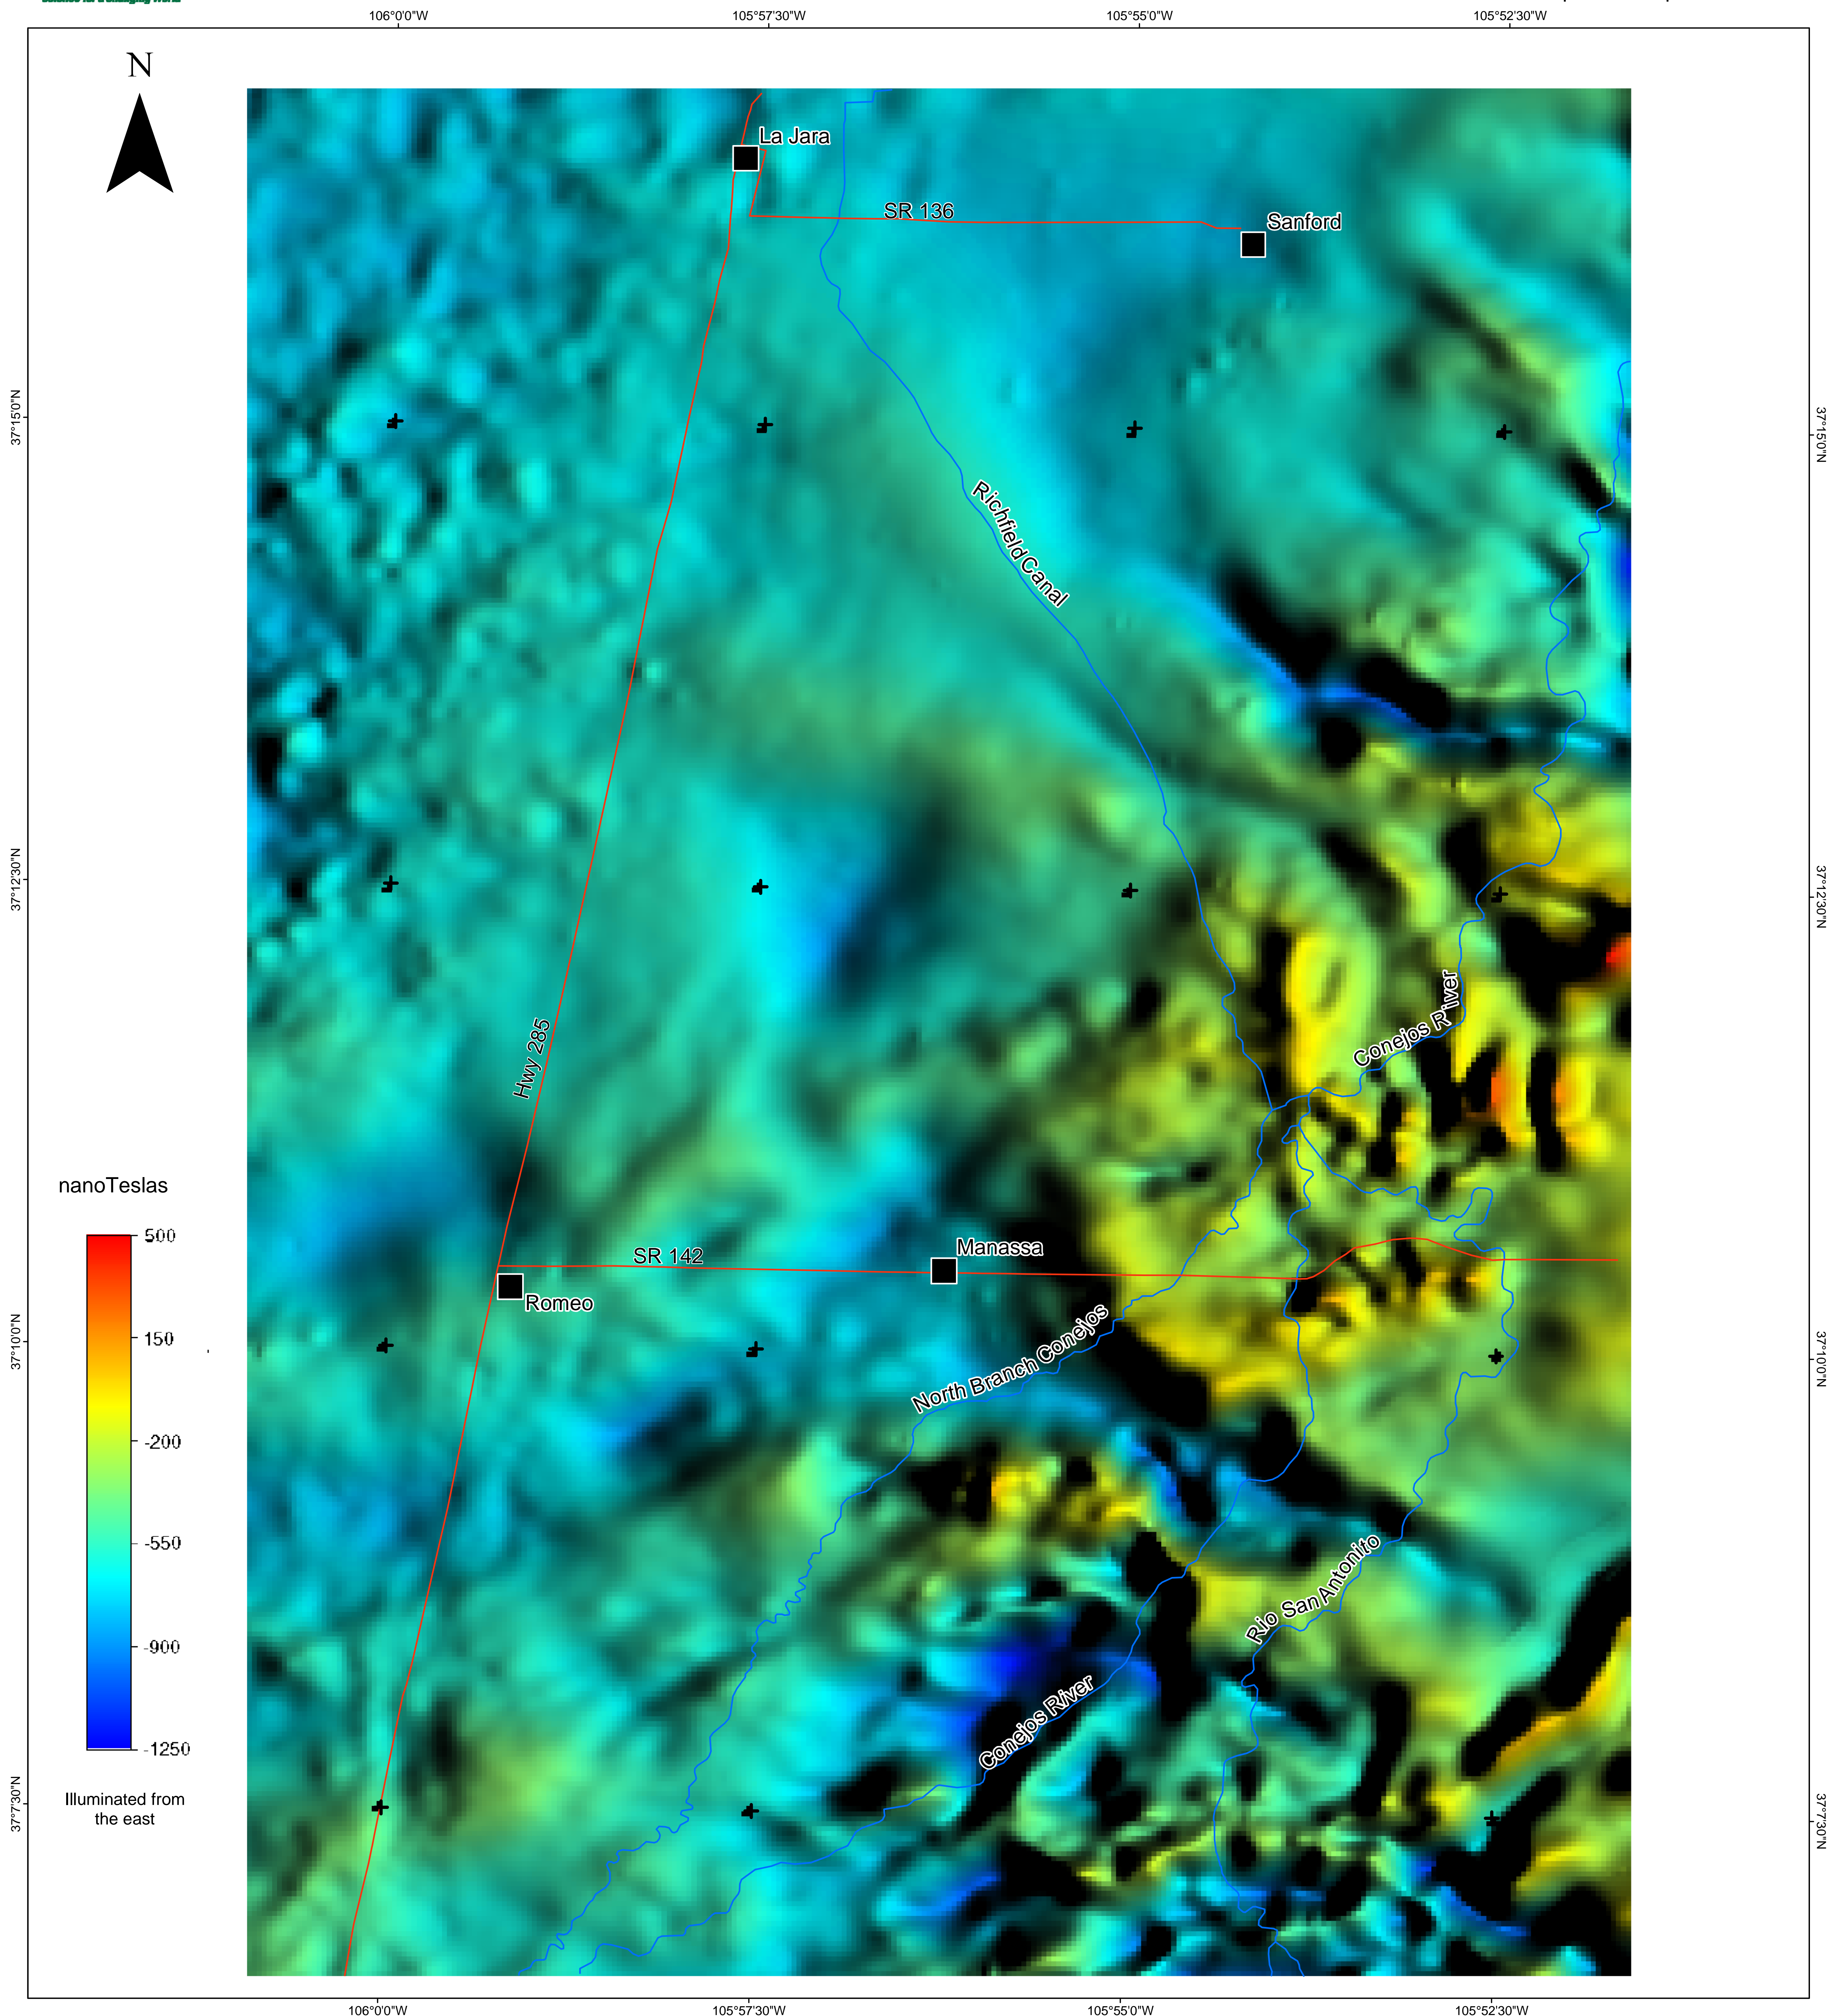 science for a changing world
106°0'0"W 105°57'30"W 105°55'0"W 105°52'30"W
N
La Jara
SR 136
Sanford
37°15'0"N
37°15'0"N
Richfield Canal
37°12'30"N
37°12'30"N
Conejos River
Hwy 285
nanoTeslas
500
150
-200
-550
-900
-1250
Illuminated from
the east
SR 142
Manassa
Romeo
37°10'0"N
37°10'0"N
North Branch Conejos
Rio San Antonito
Conejos River
37°7'30"N
37°7'30"N
106°0'0"W 105°57'30"W 105°55'0"W 105°52'30"W